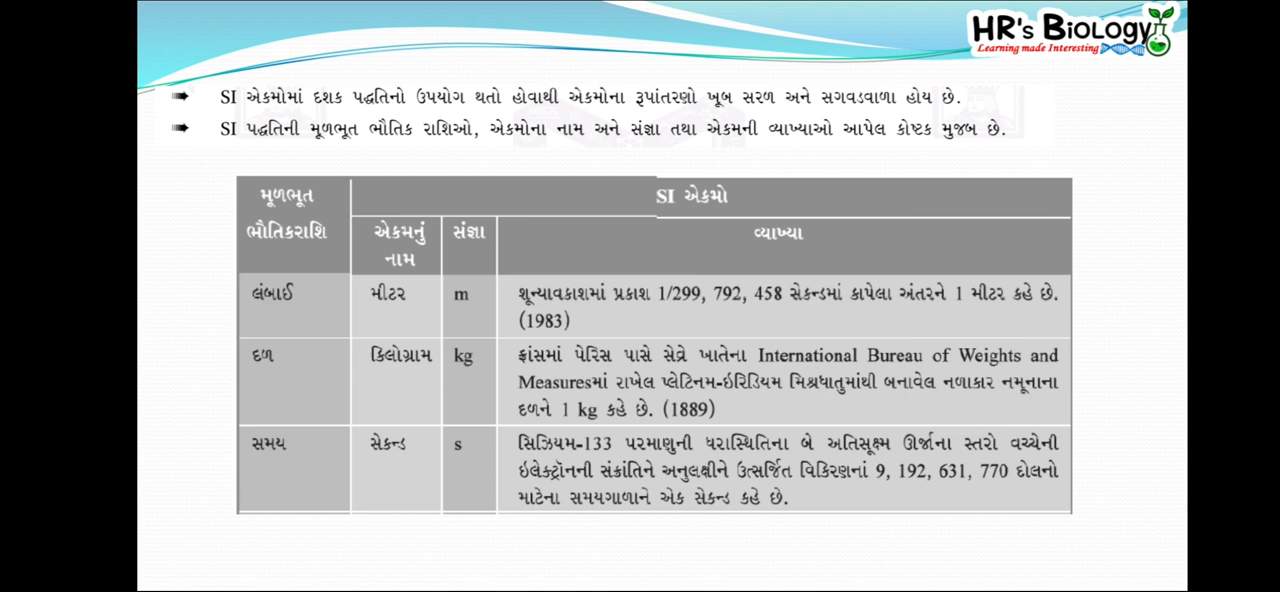 HR's BIOLOGY
Learning made Interesting
➠ SI એકમોમાં દશક પદ્ધતિનો ઉપયોગ થતો હોવાથી એકમોના રૂપાંતરણો ખૂબ સરળ અને સગવડવાળા હોય છે.
➠ SI પદ્ધતિની મૂળભૂત ભૌતિક રાશિઓ, એકમોના નામ અને સંજ્ઞા તથા એકમની વ્યાખ્યાઓ આપેલ કોષ્ટક મુજબ છે.
મૂળભૂત
ભૌતિકરાશિ
SI એકમો
એકમનું
નામ
સંજ્ઞા
વ્યાખ્યા
લંબાઈ
મીટર
m
શૂન્યાવકાશમાં પ્રકાશ 1/299, 792, 458 સેકન્ડમાં કાપેલા અંતરને 1 મીટર કહે છે.
(1983)
દળ
કિલોગ્રામ
kg
ફ્રાંસમાં પેરિસ પાસે સેવ્રે ખાતેના International Bureau of Weights and
Measuresમાં રાખેલ પ્લેટિનમ-ઇરિડિયમ મિશ્રધાતુમાંથી બનાવેલ નળાકાર નમૂનાના
દળને 1 kg કહે છે. (1889)
સમય
સેકન્ડ
s
સિઝિયમ-133 પરમાણુની ધરાસ્થિતિના બે અતિસૂક્ષ્મ ઊર્જાના સ્તરો વચ્ચેની
ઇલેક્ટ્રૉનની સંક્રાંતિને અનુલક્ષીને ઉત્સર્જિત વિકિરણનાં 9, 192, 631, 770 દોલનો
માટેના સમયગાળાને એક સેકન્ડ કહે છે.